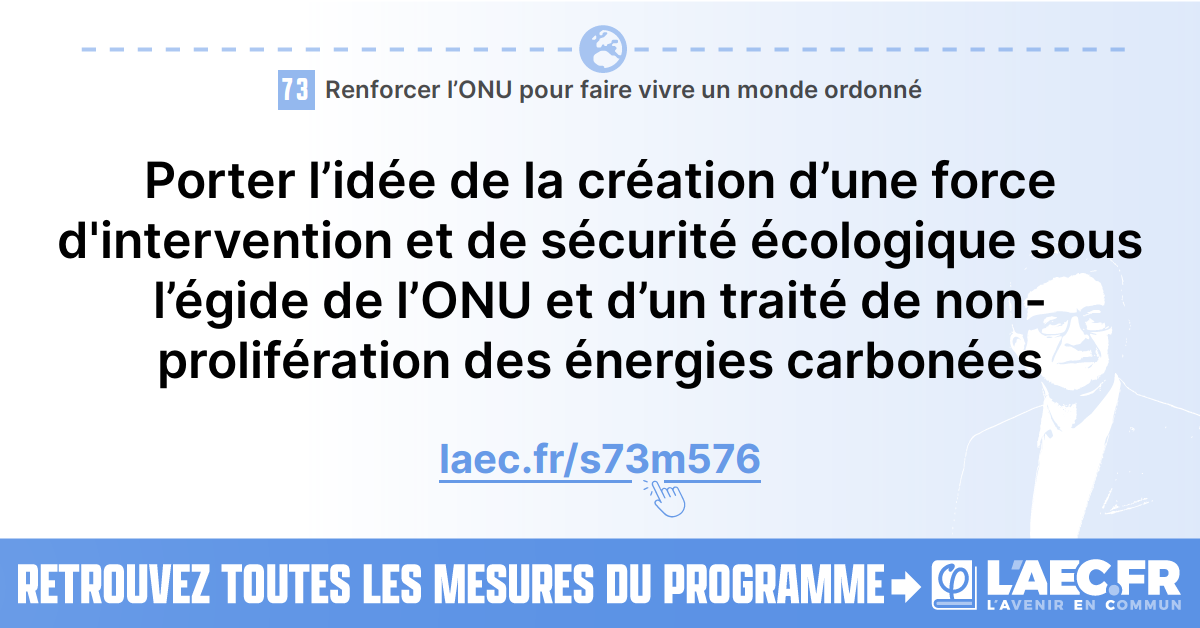 73 Renforcer l’ONU pour faire vivre un monde ordonné
Porter l’idée de la création d’une force
d'intervention et de sécurité écologique sous
l’égide de l’ONU et d’un traité de non-
prolifération des énergies carbonées
laec.fr/s73m576
RETROUVEZ TOUTES LES MESURES DU PROGRAMME
L'AEC.FR
L'AVENIR EN COMMUN